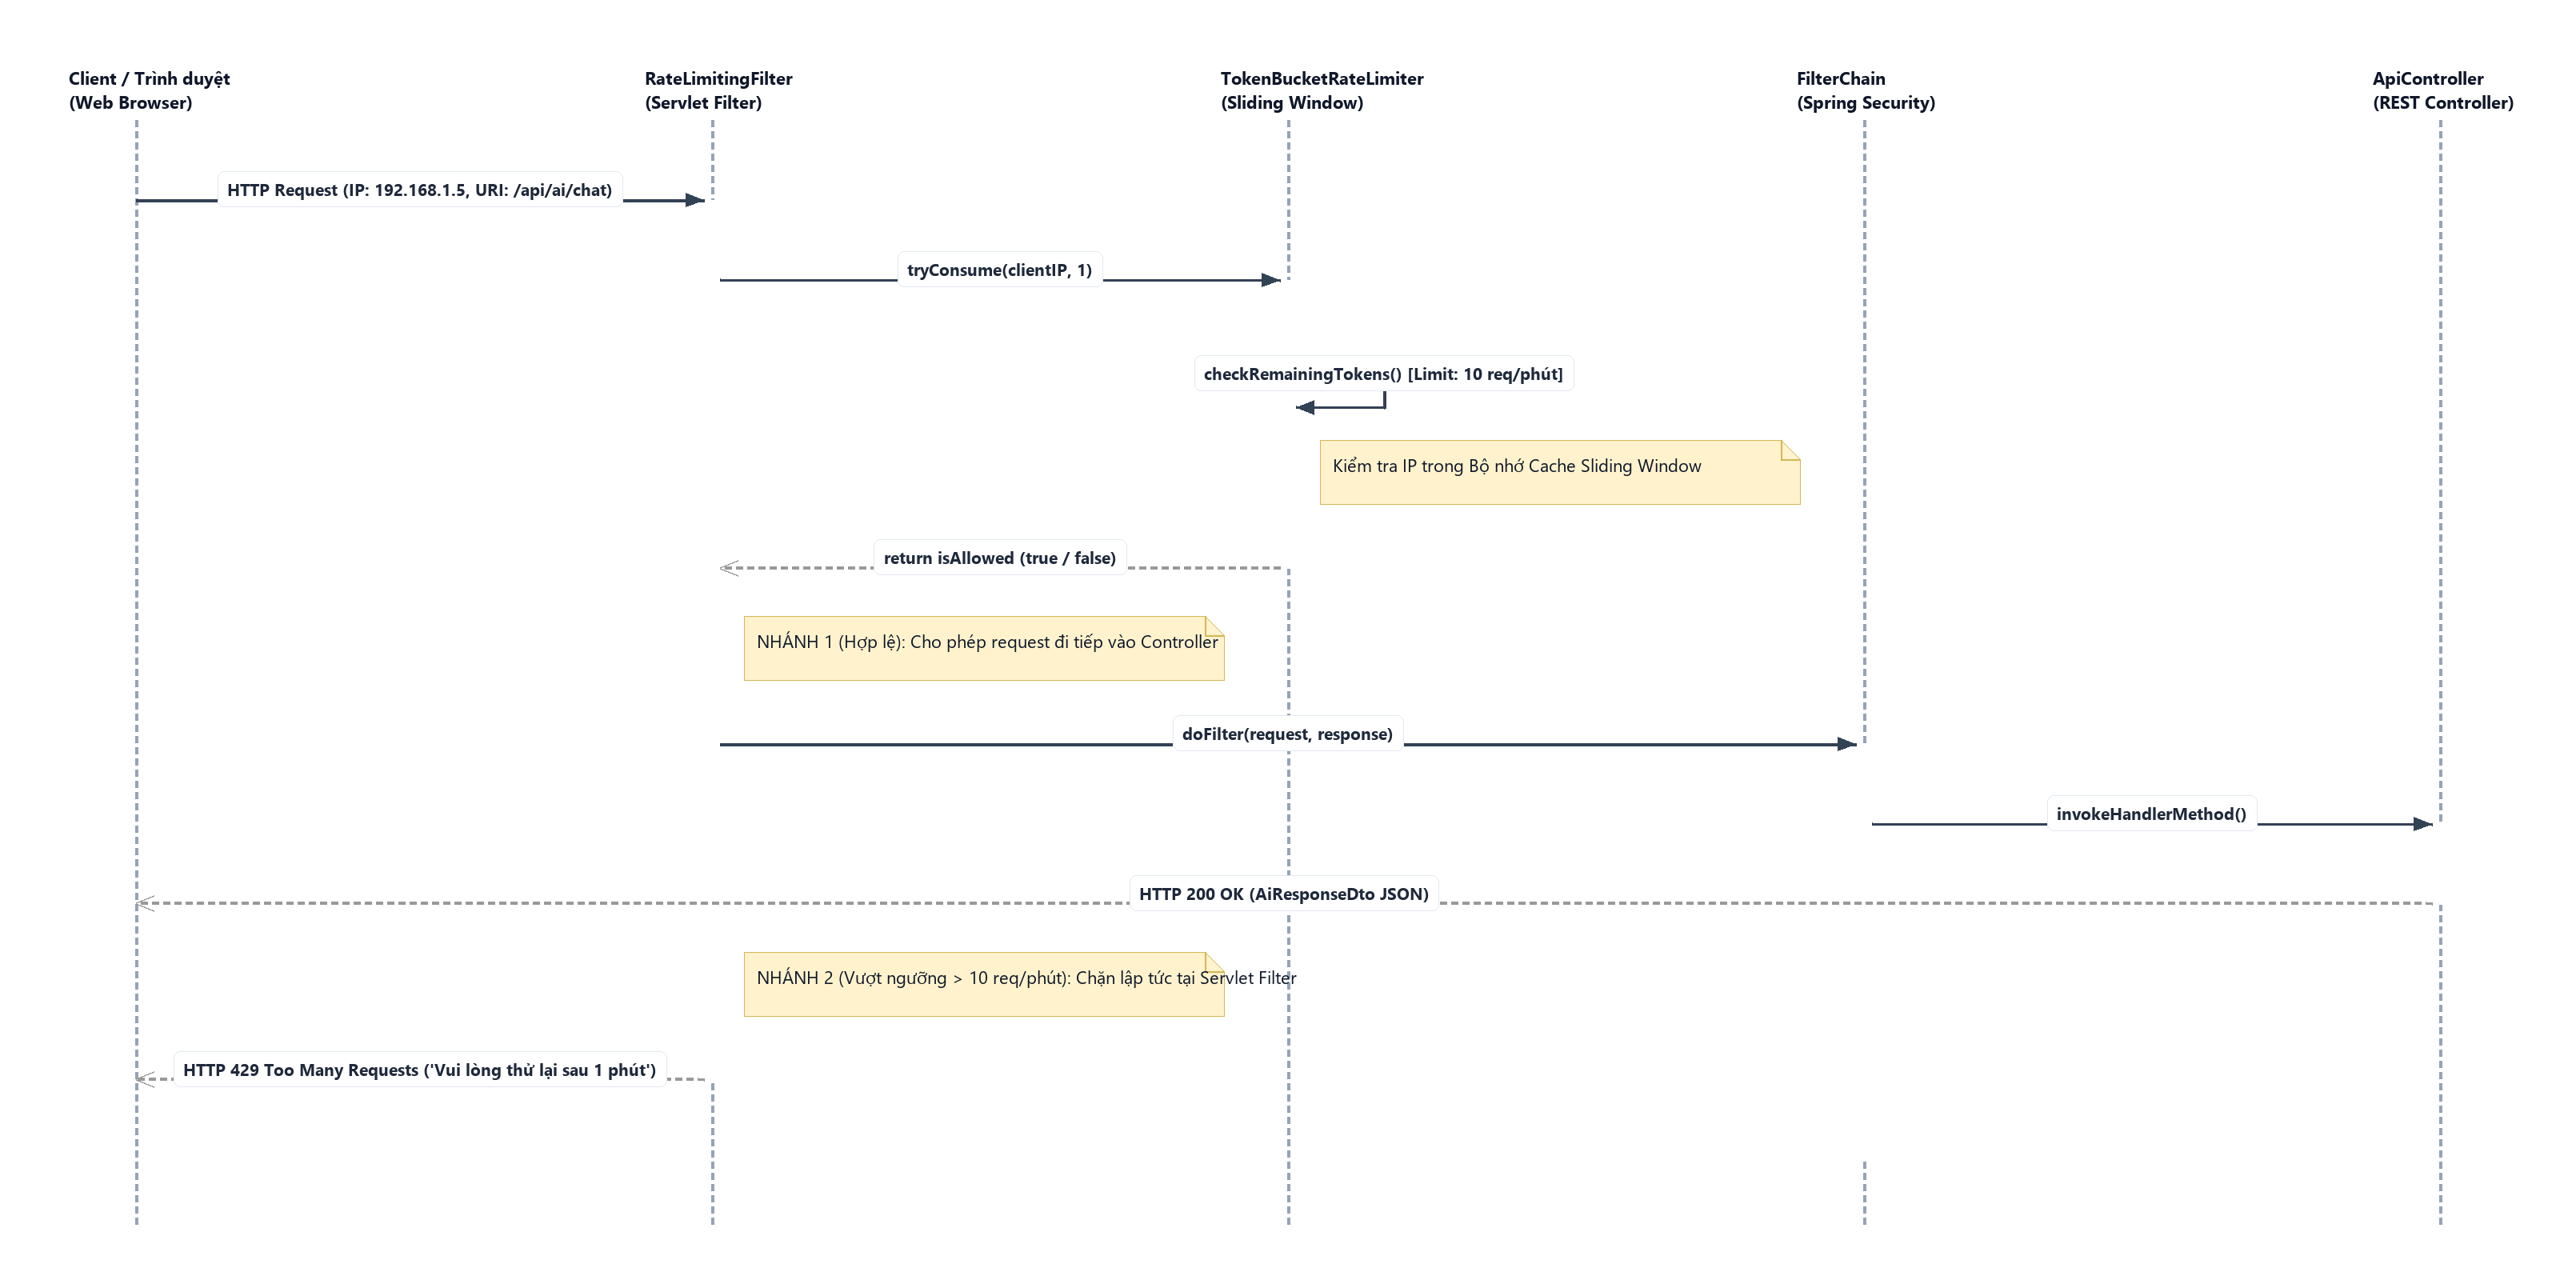 Client / Trình duyệt
(Web Browser)
RateLimitingFilter
(Servlet Filter)
TokenBucketRateLimiter
(Sliding Window)
FilterChain
(Spring Security)
ApiController
(REST Controller)
HTTP Request (IP: 192.168.1.5, URI: /api/ai/chat)
tryConsume(clientIP, 1)
checkRemainingTokens() [Limit: 10 req/phút]
Kiểm tra IP trong Bộ nhớ Cache Sliding Window
return isAllowed (true / false)
NHÁNH 1 (Hợp lệ): Cho phép request đi tiếp vào Controller
doFilter(request, response)
invokeHandlerMethod()
HTTP 200 OK (AiResponseDto JSON)
NHÁNH 2 (Vượt ngưỡng > 10 req/phút): Chặn lập tức tại Servlet Filter
HTTP 429 Too Many Requests ('Vui lòng thử lại sau 1 phút')